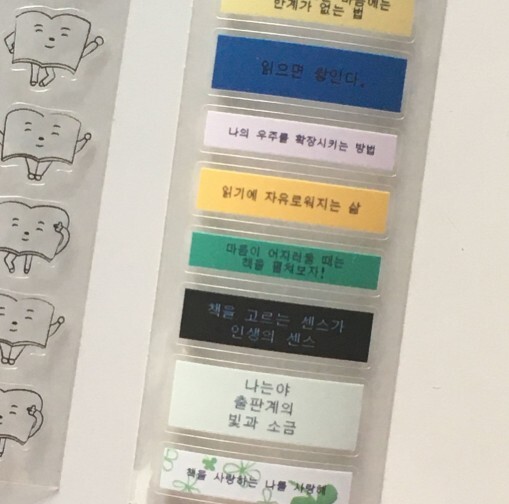 한계가 없는 법
읽으면 함인다.
나의 우주를 확장시키는 방법
읽기에 자유로워지는 삶
마음이 어지러울 때는
책을 펼쳐보자!
책을 고르는 센스가
인생의 센스
나는야
출판계의
빛과 소금
책을 사랑하는 나를 사랑해